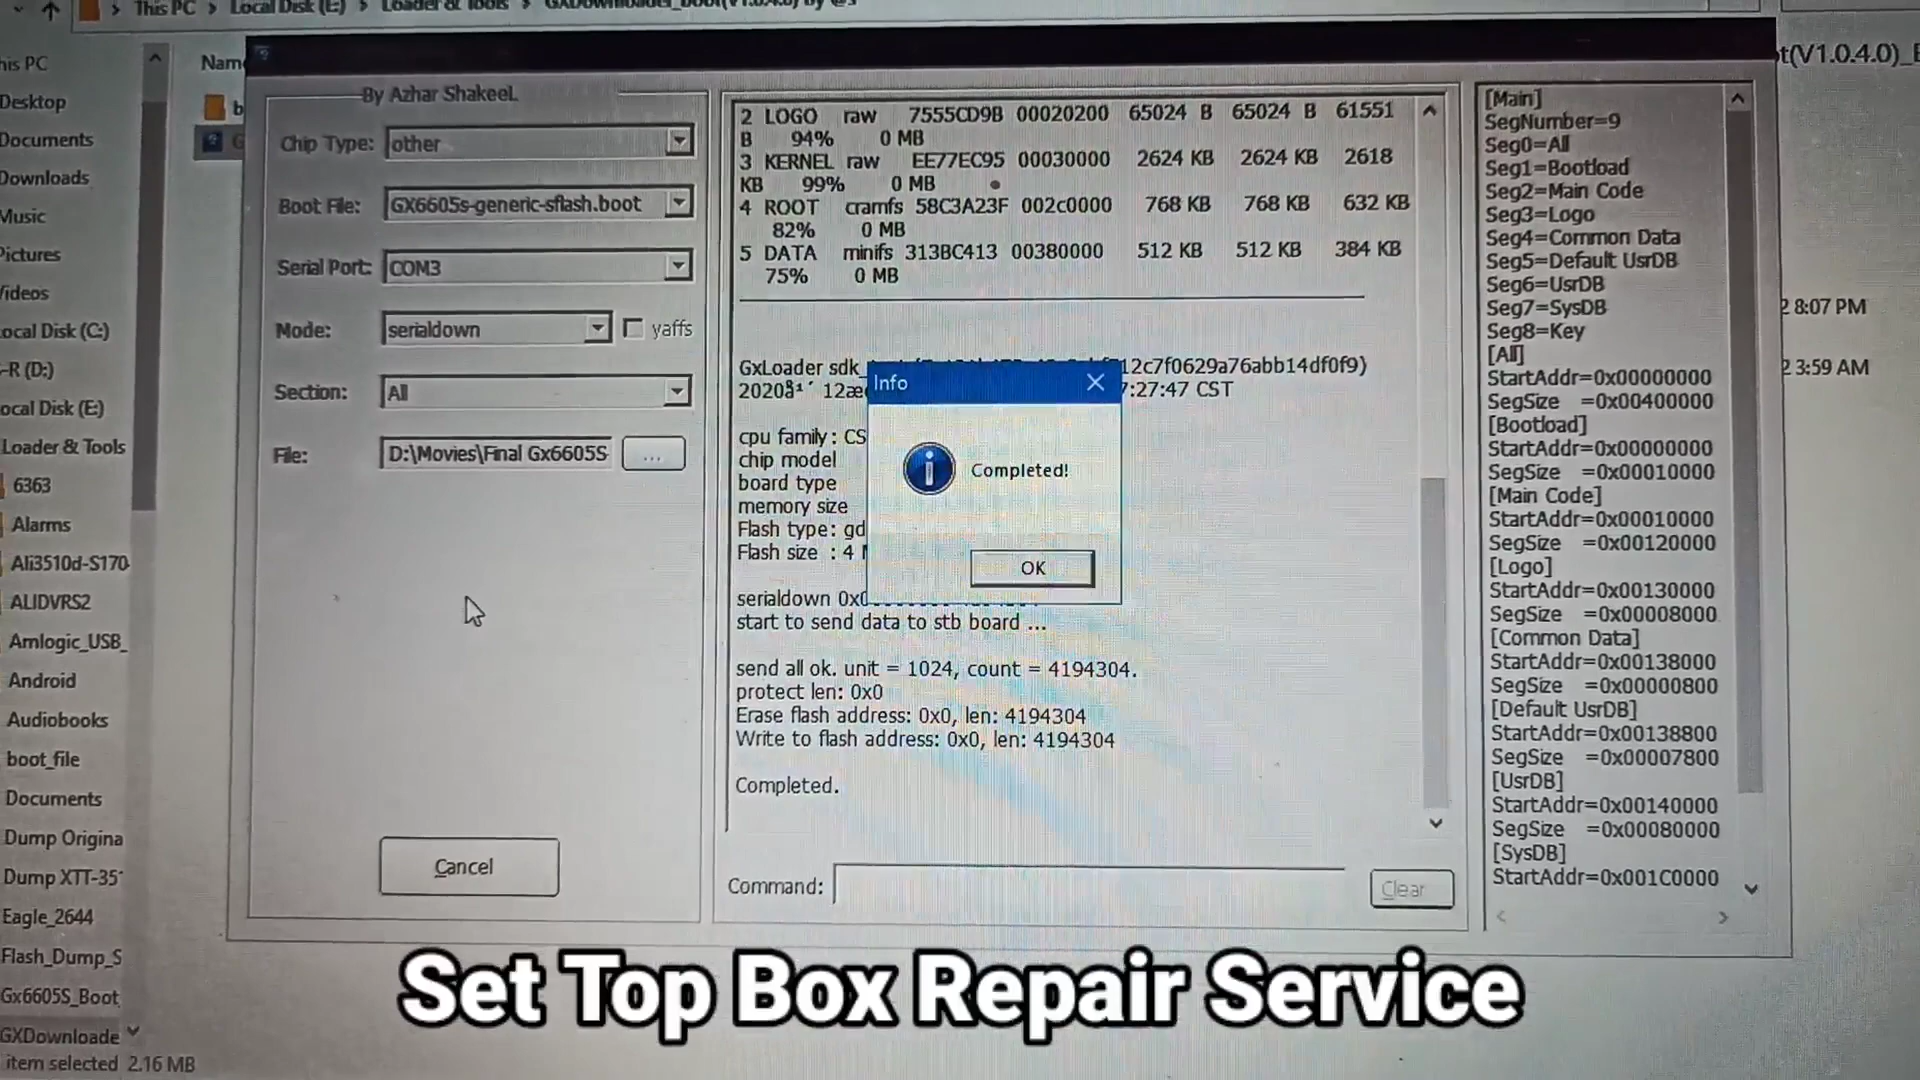 This PC > Local Disk (E:) > Loader & Tools > GXDownloader_boot(V1.0.4.0) by @s
his PC
Desktop
Documents
Downloads
Music
Pictures
Videos
ocal Disk (C:)
-R (D:)
ocal Disk (E:)
Loader & Tools
6363
Alarms
Ali3510d-S170
ALIDVRS2
Amlogic_USB_
Android
Audiobooks
boot_file
Documents
Dump Origina
Dump XTT-35
Eagle_2644
Flash_Dump_S
Gx6605S_Boot
GXDownloade
item selected 2.16 MB
Nam
b
G
t(V1.0.4.0)_B
2 8:07 PM
2 3:59 AM
By Azhar ShakeeL
Chip Type: other
Boot File: GX6605s-generic-sflash.boot
Serial Port: COM3
Mode: serialdown yaffs
Section: All
File: D:\Movies\Final Gx6605S ...
Cancel
2 LOGO raw 7555CD9B 00020200 65024 B 65024 B 61551
B 94% 0 MB
3 KERNEL raw EE77EC95 00030000 2624 KB 2624 KB 2618
KB 99% 0 MB
4 ROOT cramfs 58C3A23F 002c0000 768 KB 768 KB 632 KB
82% 0 MB
5 DATA minifs 313BC413 00380000 512 KB 512 KB 384 KB
75% 0 MB
GxLoader sdk_ 12c7f0629a76abb14df0f9)
7:27:47 CST
cpu family : CS
chip model
board type
memory size
Flash type: gd
Flash size : 4
serialdown
start to send data to stb board ...
send all ok. unit = 1024, count = 4194304.
protect len: 0x0
Erase flash address: 0x0, len: 4194304
Write to flash address: 0x0, len: 4194304
Completed.
Command:
Clear
Info
Completed!
OK
[Main]
SegNumber=9
Seg0=All
Seg1=Bootload
Seg2=Main Code
Seg3=Logo
Seg4=Common Data
Seg5=Default UsrDB
Seg6=UsrDB
Seg7=SysDB
Seg8=Key
[All]
StartAddr=0x00000000
SegSize =0x00400000
[Bootload]
StartAddr=0x00000000
SegSize =0x00010000
[Main Code]
StartAddr=0x00010000
SegSize =0x00120000
[Logo]
StartAddr=0x00130000
SegSize =0x00008000
[Common Data]
StartAddr=0x00138000
SegSize =0x00000800
[Default UsrDB]
StartAddr=0x00138800
SegSize =0x00007800
[UsrDB]
StartAddr=0x00140000
SegSize =0x00080000
[SysDB]
StartAddr=0x001C0000
Set Top Box Repair Service